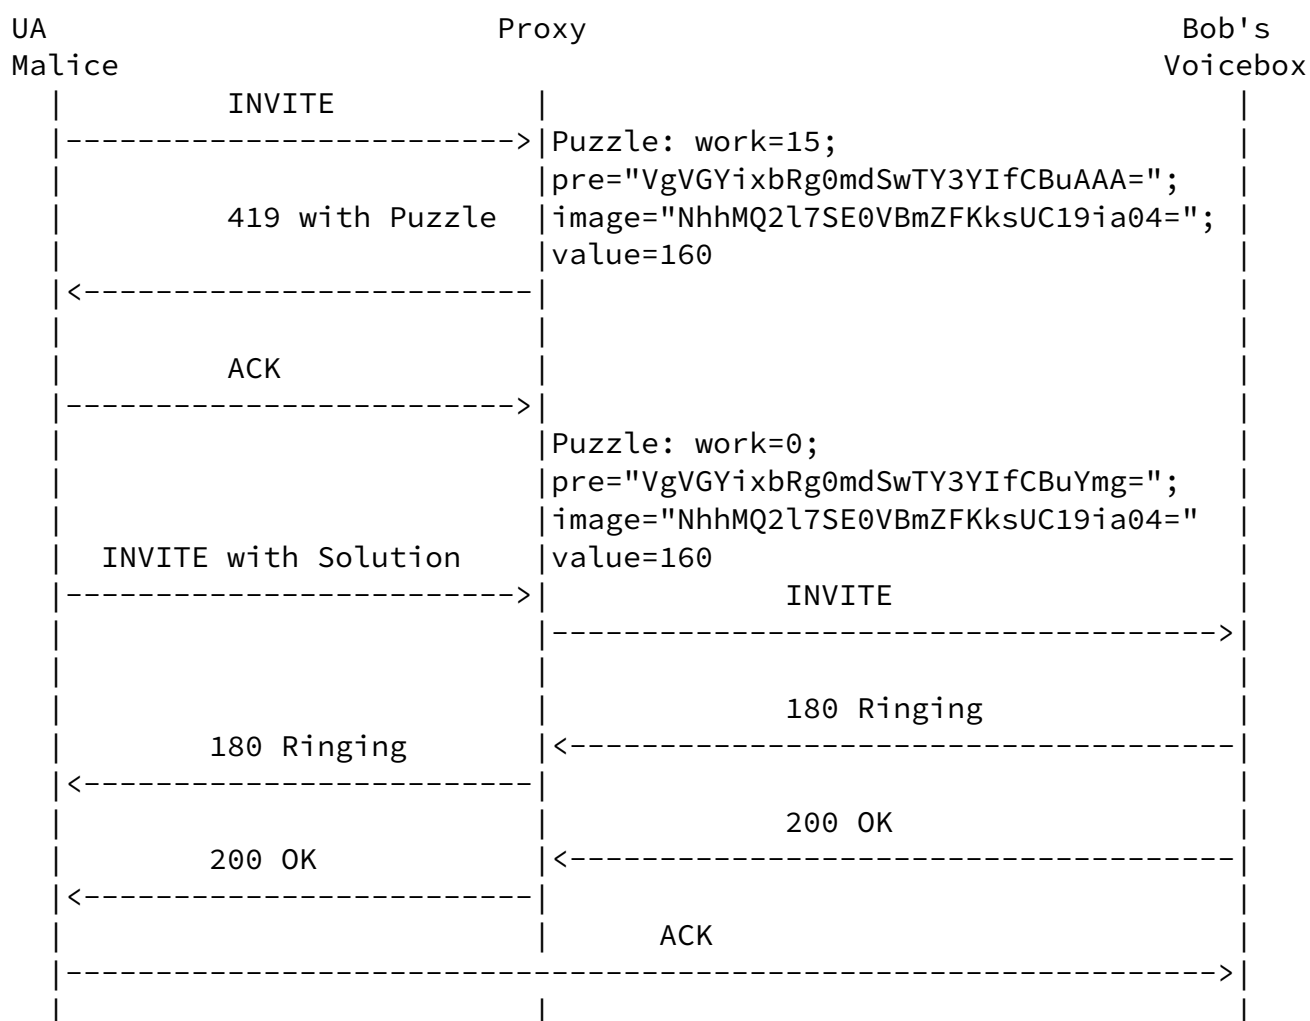 UA Proxy Bob's
Malice Voicebox
INVITE
Puzzle: work=15;
pre="VgVGYixbRg0mdSwTY3YIfCBuAAA=";
419 with Puzzle image="NhhMQ2l7SE0VBmZFKksUC19ia04=";
value=160
ACK
Puzzle: work=0;
pre="VgVGYixbRg0mdSwTY3YIfCBuYmg=";
image="NhhMQ2l7SE0VBmZFKksUC19ia04="
INVITE with Solution value=160
INVITE
180 Ringing
180 Ringing
200 OK
200 OK
ACK